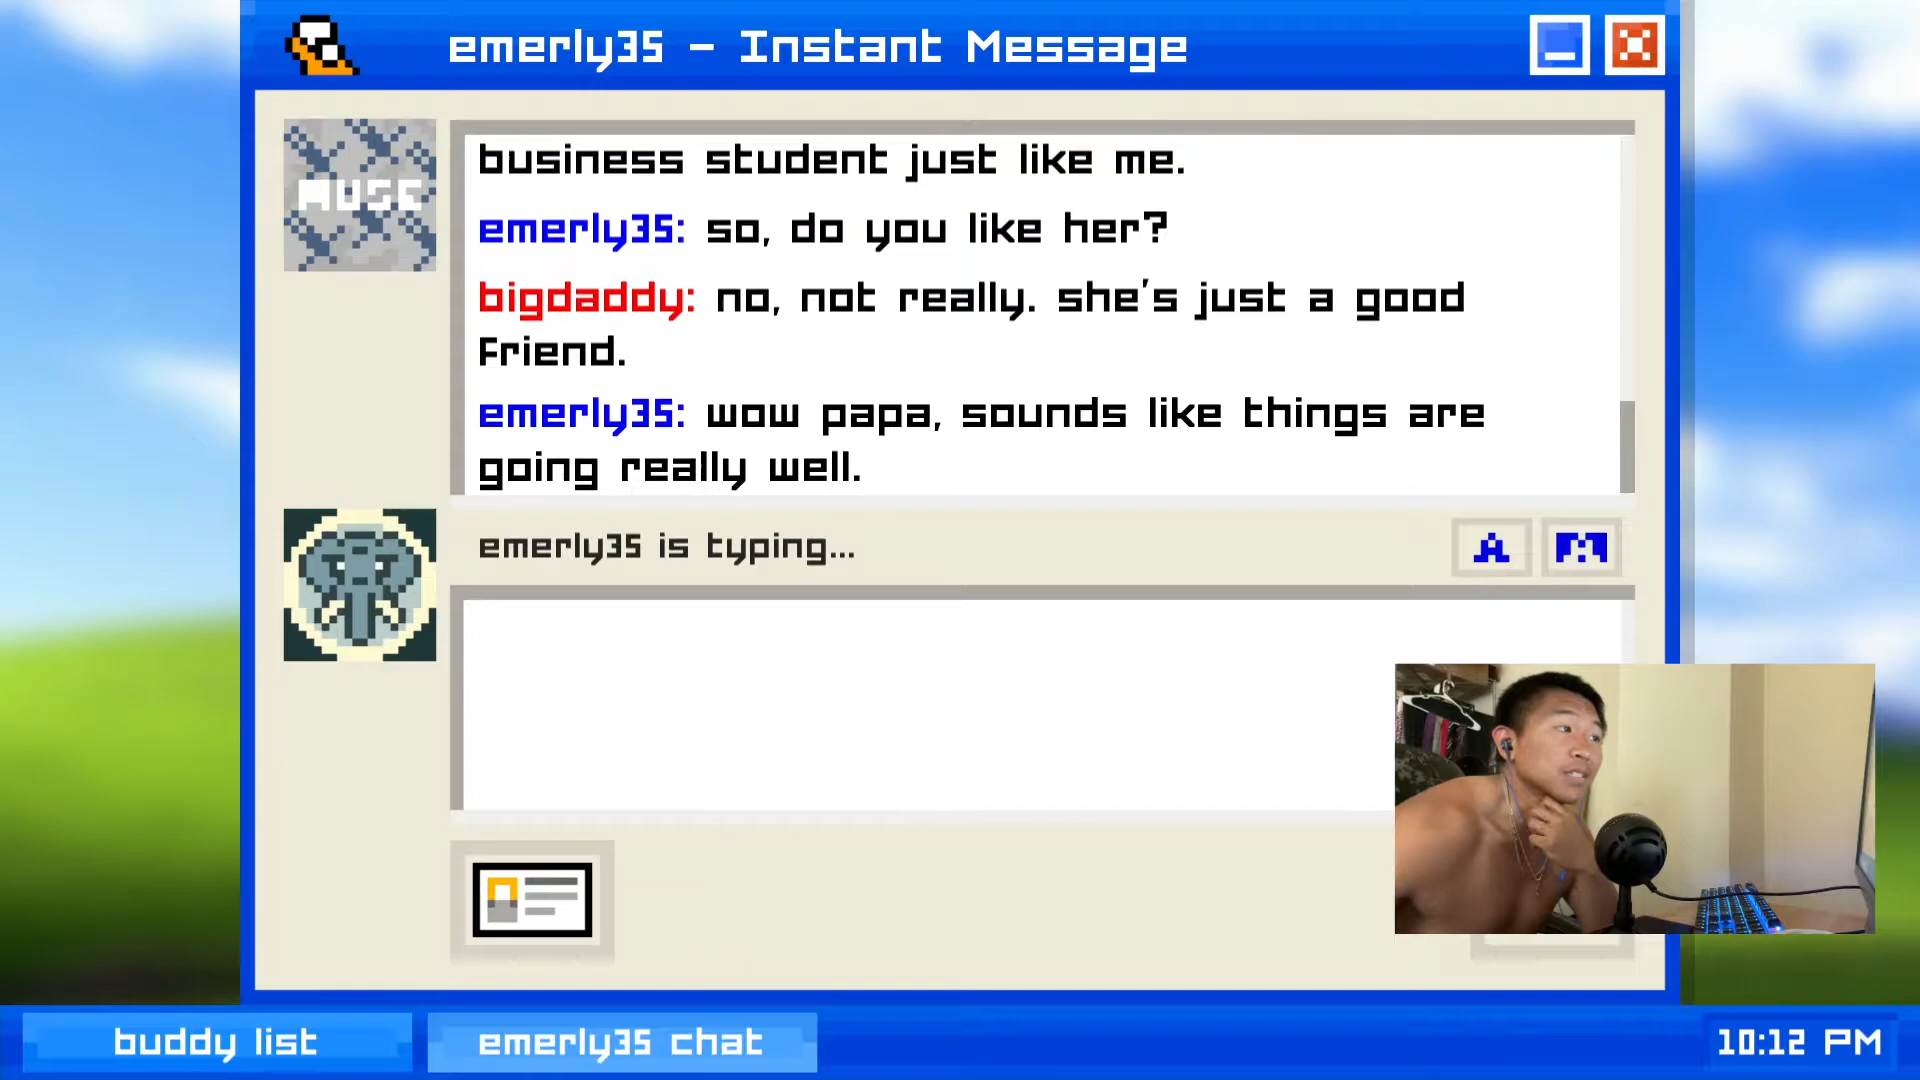 emerly35 - Instant Message
MUSE
business student just like me.
emerly35: so, do you like her?
bigdaddy: no, not really. she's just a good
friend.
emerly35: wow papa, sounds like things are
going really well.
emerly35 is typing...
A
buddy list
emerly35 chat
10:12 PM